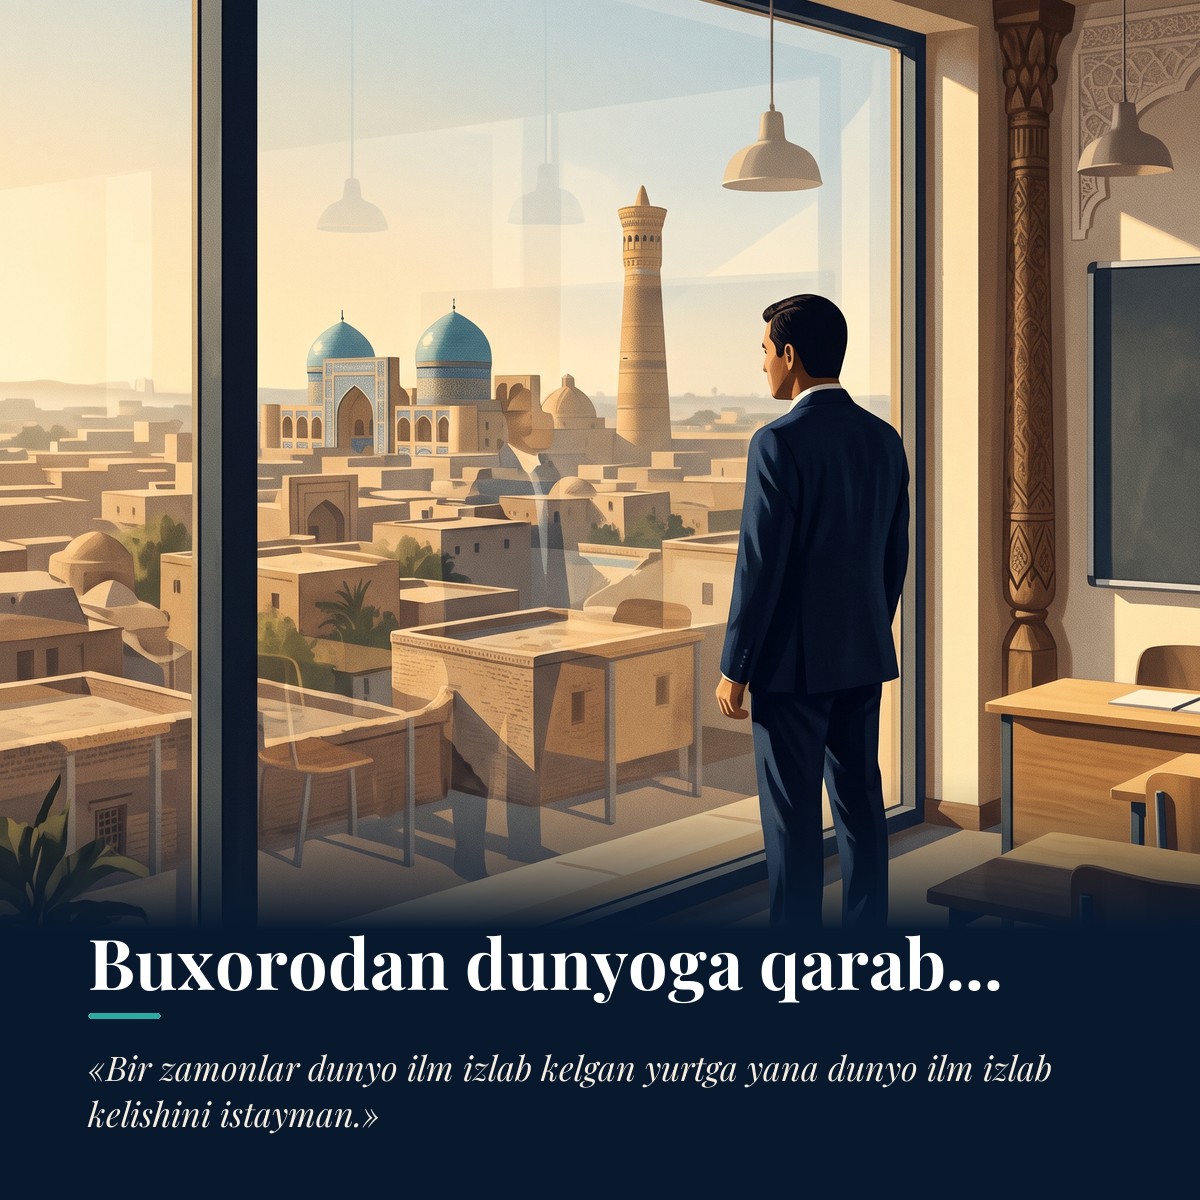 Buxorodan dunyoga qarab...
«Bir zamonlar dunyo ilm izlab kelgan yurtga yana dunyo ilm izlab
kelishini istayman.»